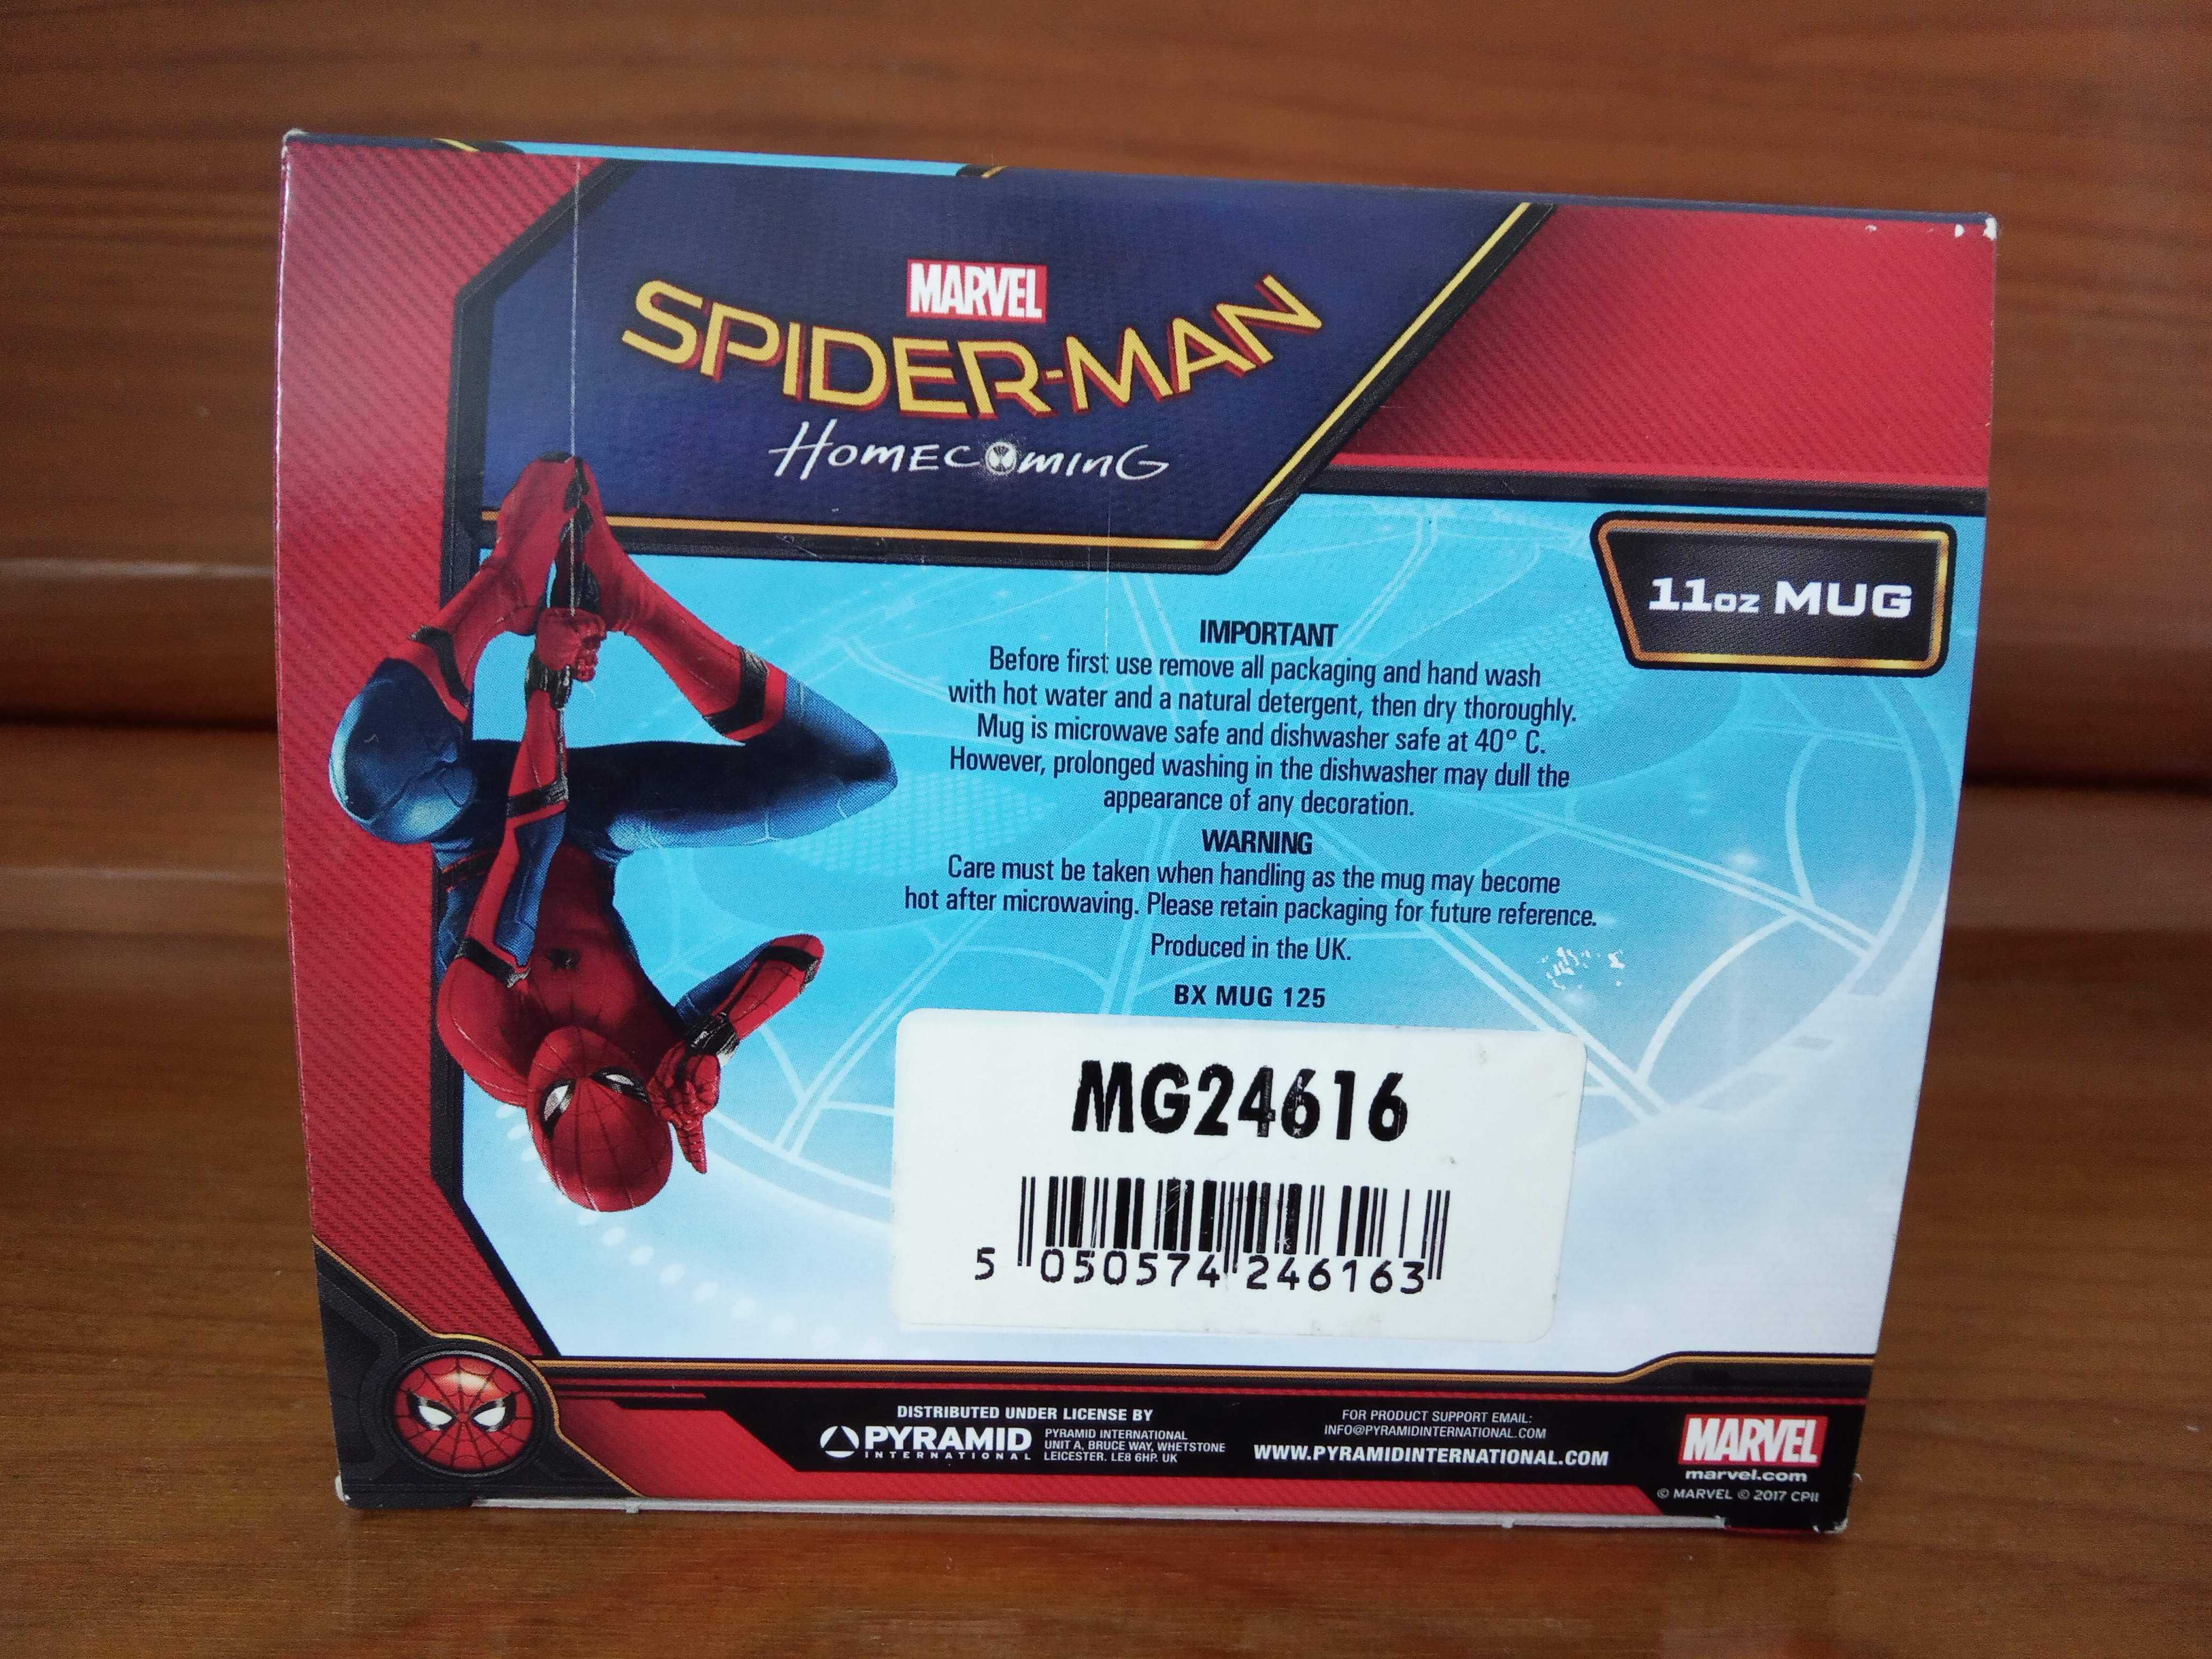 MARVEL
SPIDER-MAN
HOMECOMING
11oz MUG
IMPORTANT
Before first use remove all packaging and hand wash
with hot water and a natural detergent, then dry thoroughly.
Mug is microwave safe and dishwasher safe at 40° C.
However, prolonged washing in the dishwasher may dull the
appearance of any decoration.
WARNING
Care must be taken when handling as the mug may become
hot after microwaving. Please retain packaging for future reference.
Produced in the UK.
BX MUG 125
MG24616
5 050574 246163
DISTRIBUTED UNDER LICENSE BY
PYRAMID
INTERNATIONAL
PYRAMID INTERNATIONAL
UNIT A, BRUCE WAY, WHETSTONE
LEICESTER. LE8 6HP. UK
FOR PRODUCT SUPPORT EMAIL:
INFO@PYRAMIDINTERNATIONAL.COM
WWW.PYRAMIDINTERNATIONAL.COM
MARVEL
marvel.com
© MARVEL © 2017 CPII